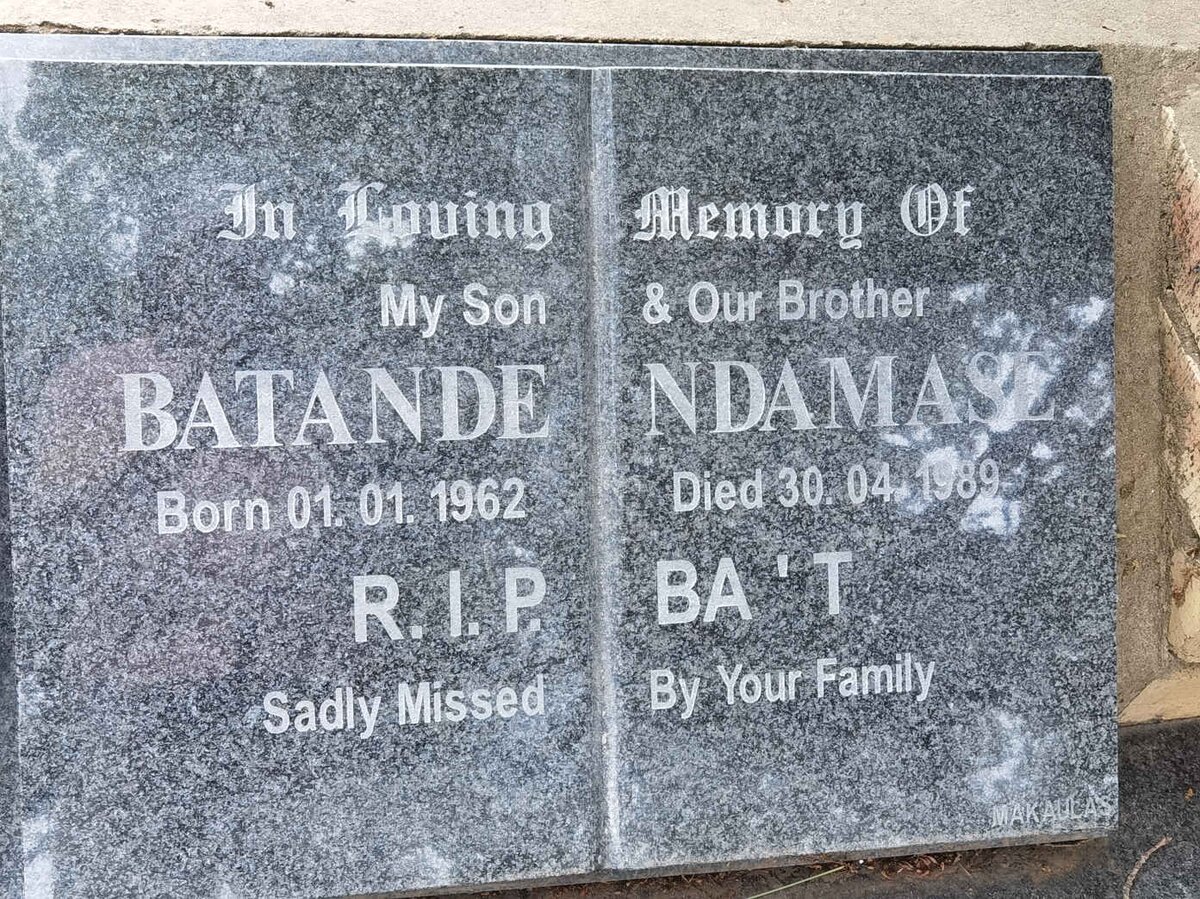 In Loving Memory Of
My Son & Our Brother
BATANDE NDAMASE
Born 01. 01. 1962 Died 30. 04. 1989
R. I. P. BA ' T
Sadly Missed By Your Family
MAKAULAS